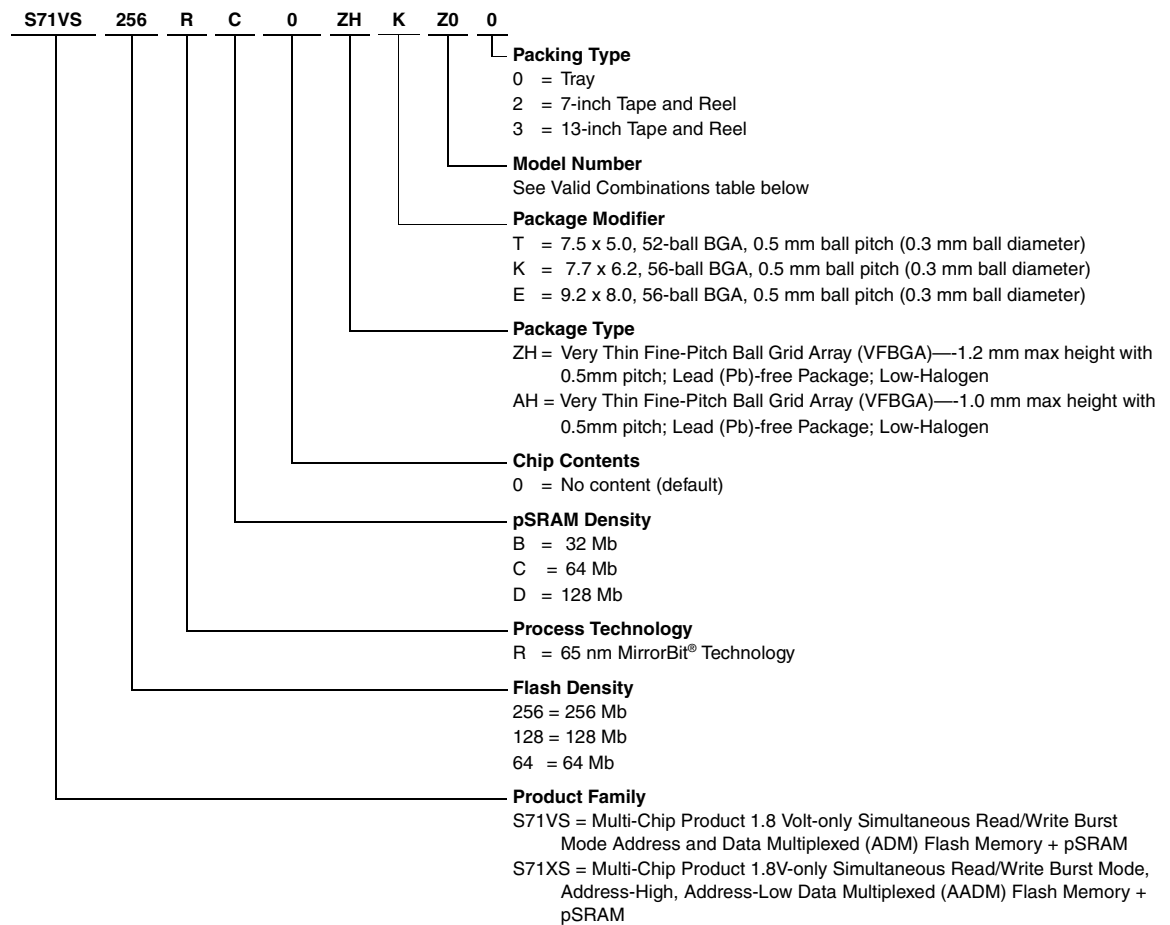 S71VS 256 R C 0 ZH K Z0 0
Packing Type
0 = Tray
2 = 7-inch Tape and Reel
3 = 13-inch Tape and Reel
Model Number
See Valid Combinations table below
Package Modifier
T = 7.5 x 5.0, 52-ball BGA, 0.5 mm ball pitch (0.3 mm ball diameter)
K = 7.7 x 6.2, 56-ball BGA, 0.5 mm ball pitch (0.3 mm ball diameter)
E = 9.2 x 8.0, 56-ball BGA, 0.5 mm ball pitch (0.3 mm ball diameter)
Package Type
ZH = Very Thin Fine-Pitch Ball Grid Array (VFBGA)—-1.2 mm max height with
0.5mm pitch; Lead (Pb)-free Package; Low-Halogen
AH = Very Thin Fine-Pitch Ball Grid Array (VFBGA)—-1.0 mm max height with
0.5mm pitch; Lead (Pb)-free Package; Low-Halogen
Chip Contents
0 = No content (default)
pSRAM Density
B = 32 Mb
C = 64 Mb
D = 128 Mb
Process Technology
R = 65 nm MirrorBit® Technology
Flash Density
256 = 256 Mb
128 = 128 Mb
64 = 64 Mb
Product Family
S71VS = Multi-Chip Product 1.8 Volt-only Simultaneous Read/Write Burst
Mode Address and Data Multiplexed (ADM) Flash Memory + pSRAM
S71XS = Multi-Chip Product 1.8V-only Simultaneous Read/Write Burst Mode,
Address-High, Address-Low Data Multiplexed (AADM) Flash Memory +
pSRAM